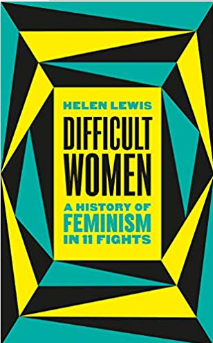 HELEN LEWIS
DIFFICULT
WOMEN
A HISTORY OF
FEMINISM
IN 11 FIGHTS